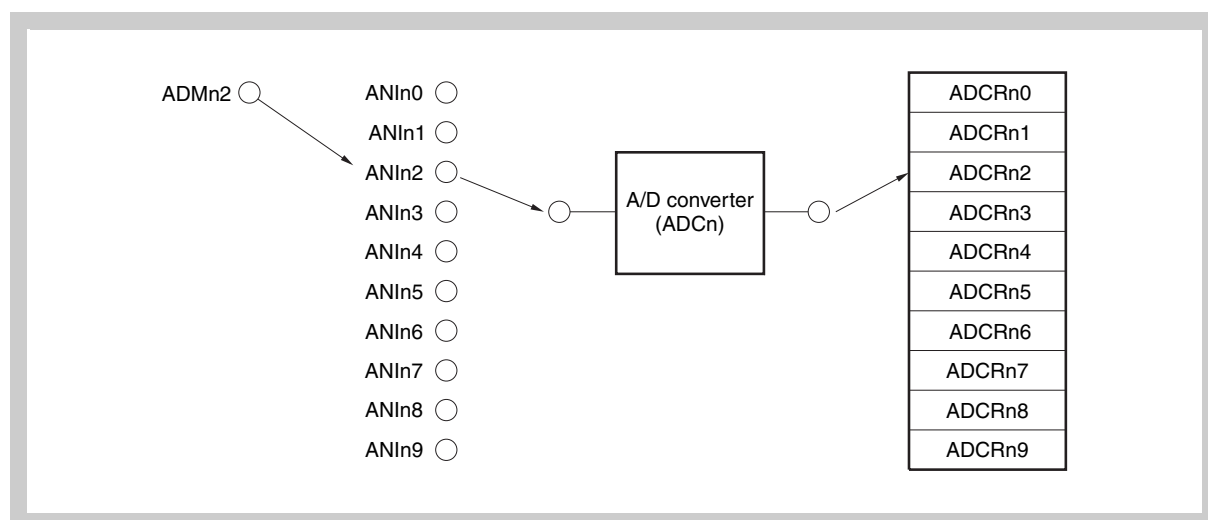 ADMn2
ANIn0
ANIn1
ANIn2
ANIn3
ANIn4
ANIn5
ANIn6
ANIn7
ANIn8
ANIn9
A/D converter
(ADCn)
ADCRn0
ADCRn1
ADCRn2
ADCRn3
ADCRn4
ADCRn5
ADCRn6
ADCRn7
ADCRn8
ADCRn9